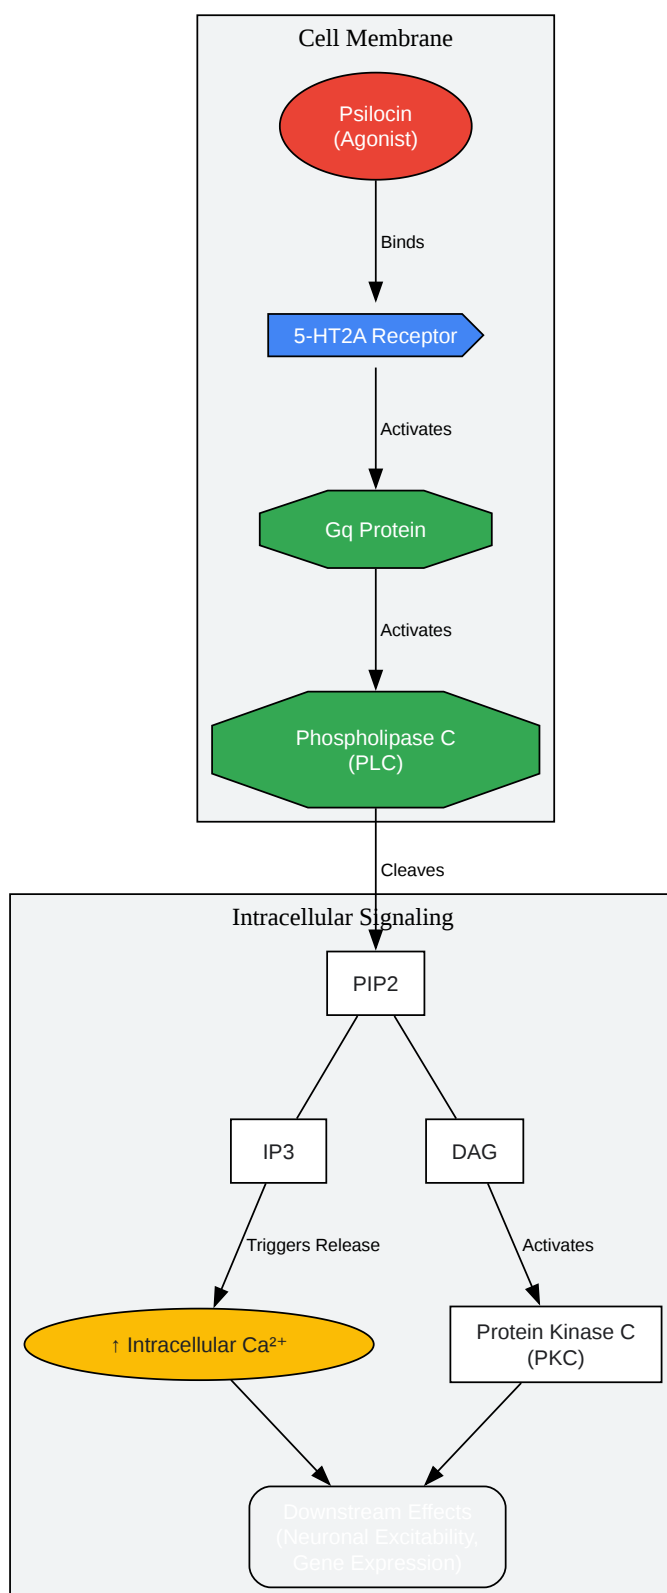 Cell Membrane
Psilocin
(Agonist)
Binds
5-HT2A Receptor
Activates
Gq Protein
Activates
Phospholipase C
(PLC)
Cleaves
Intracellular Signaling
PIP2
IP3
DAG
Triggers Release
Activates
↑ Intracellular Ca²⁺
Protein Kinase C
(PKC)
Downstream Effects
(Neuronal Excitability,
Gene Expression)